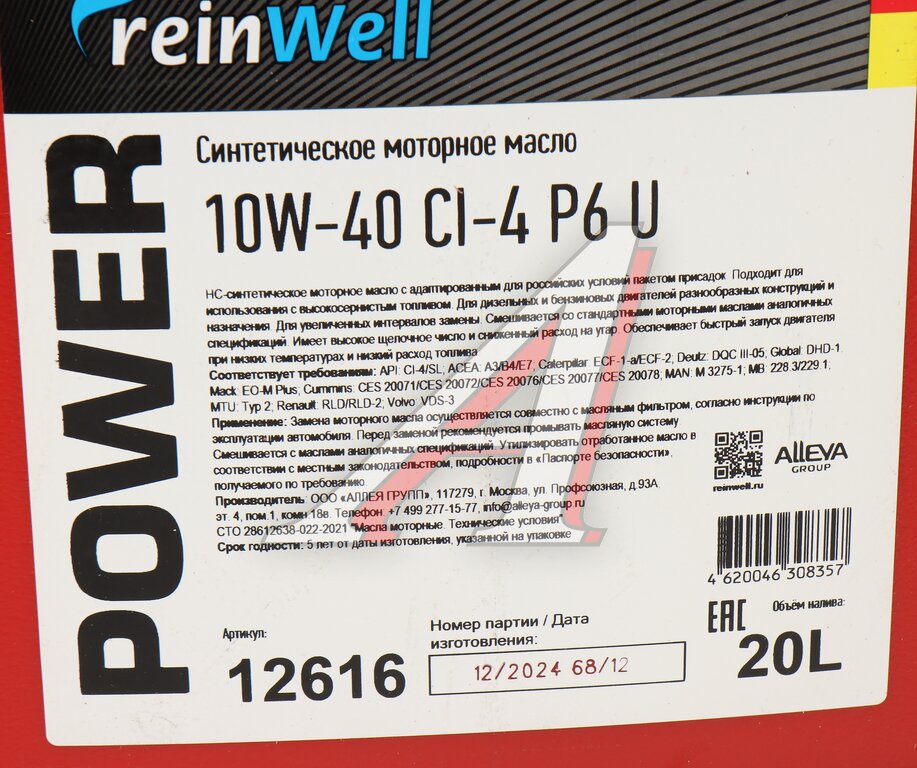 reinWell
POWER
Синтетическое моторное масло
10W-40 CI-4 P6 U
НС-синтетическое моторное масло с адаптированным для российских условий пакетом присадок. Подходит для
использования с высокосернистым топливом. Для дизельных и бензиновых двигателей разнообразных конструкций и
назначения. Для увеличенных интервалов замены. Смешивается со стандартными моторными маслами аналогичных
спецификаций. Имеет высокое щелочное число и сниженный расход на угар. Обеспечивает быстрый запуск двигателя
при низких температурах и низкий расход топлива.
Соответствует требованиям: API: CI-4/SL; ACEA: A3/B4/E7; Caterpillar: ECF-1-a/ECF-2; Deutz: DQC III-05; Global: DHD-1;
Mack: EO-M Plus; Cummins: CES 20071/CES 20072/CES 20076/CES 20077/CES 20078; MAN: M 3275-1; MB: 228.3/229.1;
MTU: Typ 2; Renault: RLD/RLD-2; Volvo: VDS-3
Применение: Замена моторного масла осуществляется совместно с масляным фильтром, согласно инструкции по
эксплуатации автомобиля. Перед заменой рекомендуется промывать масляную систему.
Смешивается с маслами аналогичных спецификаций. Утилизировать отработанное масло в
соответствии с местным законодательством, подробности в «Паспорте безопасности»,
получаемого по требованию.
Производитель: ООО «АЛЛЕЯ ГРУПП», 117279, г. Москва, ул. Профсоюзная, д.93А,
эт. 4, пом.1, комн 18в. Телефон: +7 499 277-15-77, info@alleya-group.ru
СТО 28612638-022-2021 "Масла моторные. Технические условия"
Срок годности: 5 лет от даты изготовления, указанной на упаковке
reinwell.ru
ALLEYA
GROUP
4 620046 308357
Артикул:
12616
Номер партии / Дата
изготовления:
12/2024 68/12
EAC
Объём налива:
20L